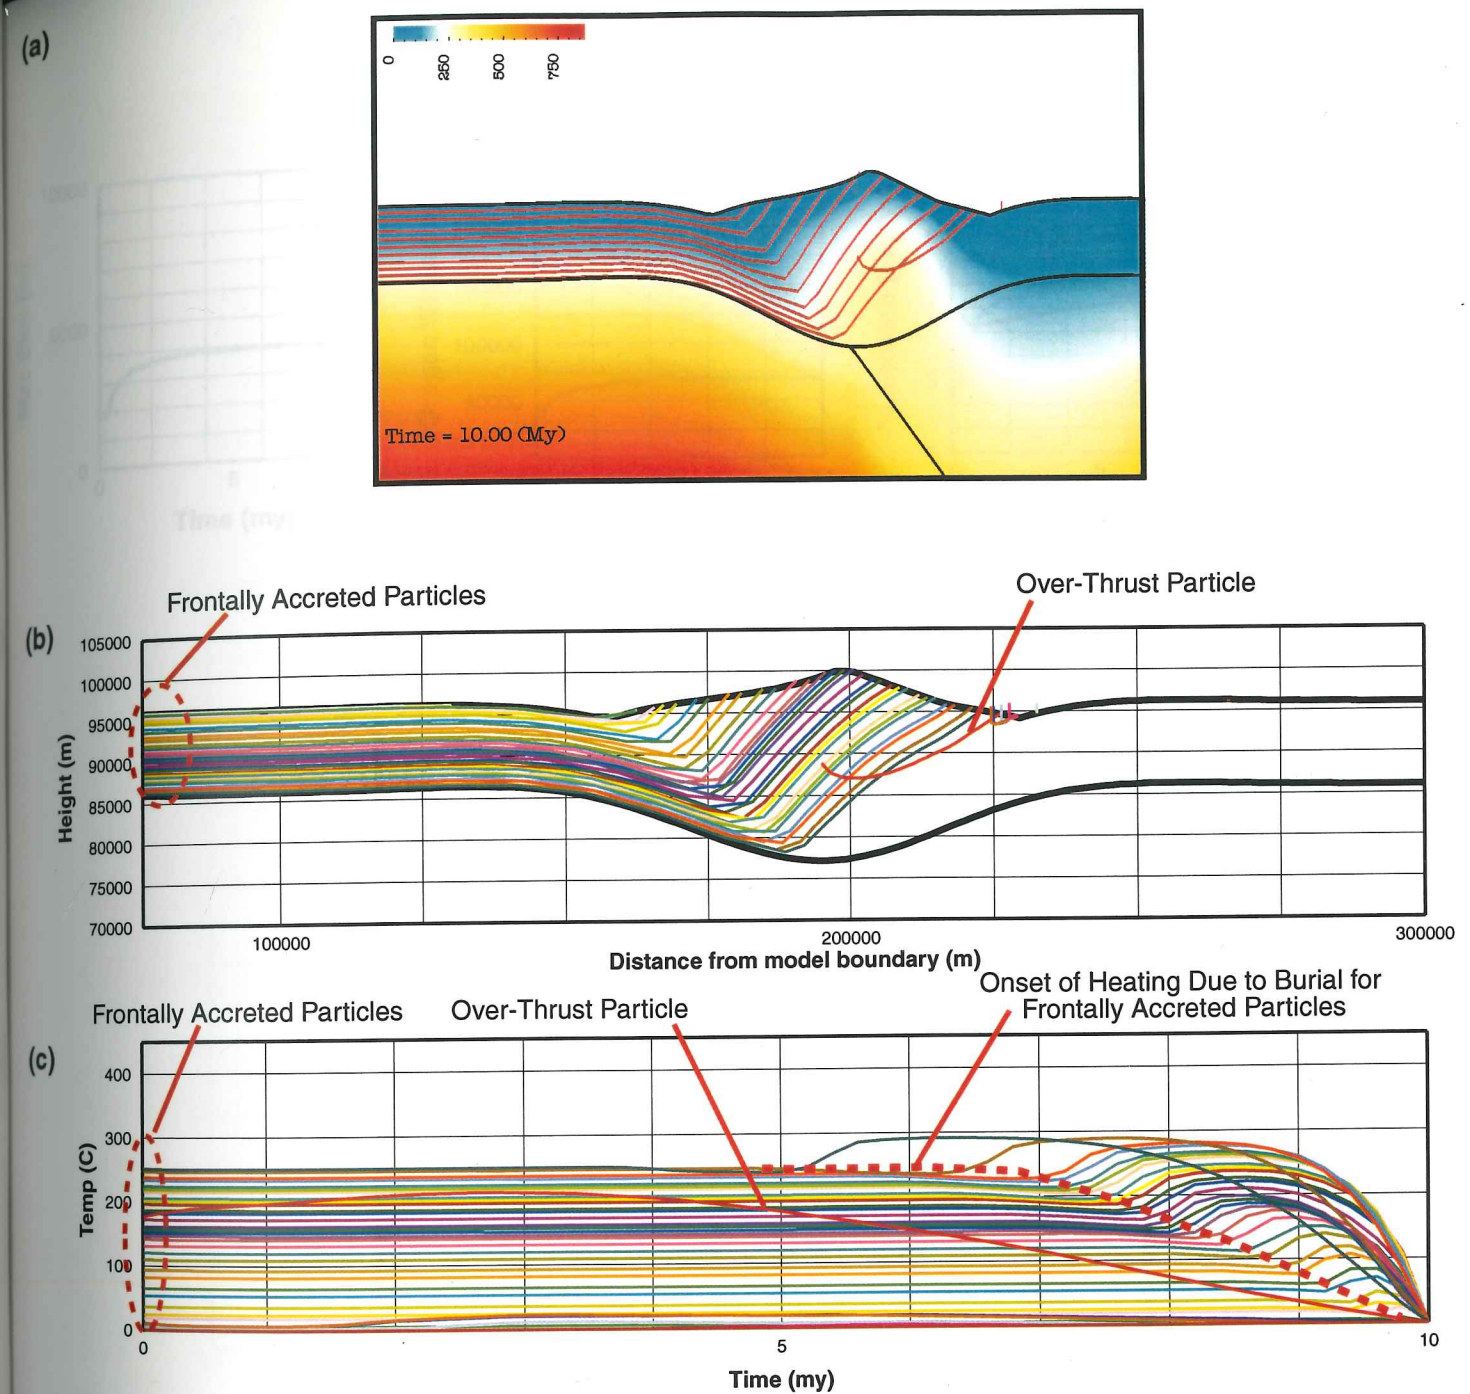 (a)
0 250 500 750
Time = 10.00 (My)
Frontally Accreted Particles
Over-Thrust Particle
(b)
105000
100000
95000
90000
85000
80000
75000
70000
Height (m)
100000 200000 300000
Distance from model boundary (m)
Onset of Heating Due to Burial for
Frontally Accreted Particles
Frontally Accreted Particles
Over-Thrust Particle
(c)
400
300
200
100
0
Temp (C)
0 5 10
Time (my)